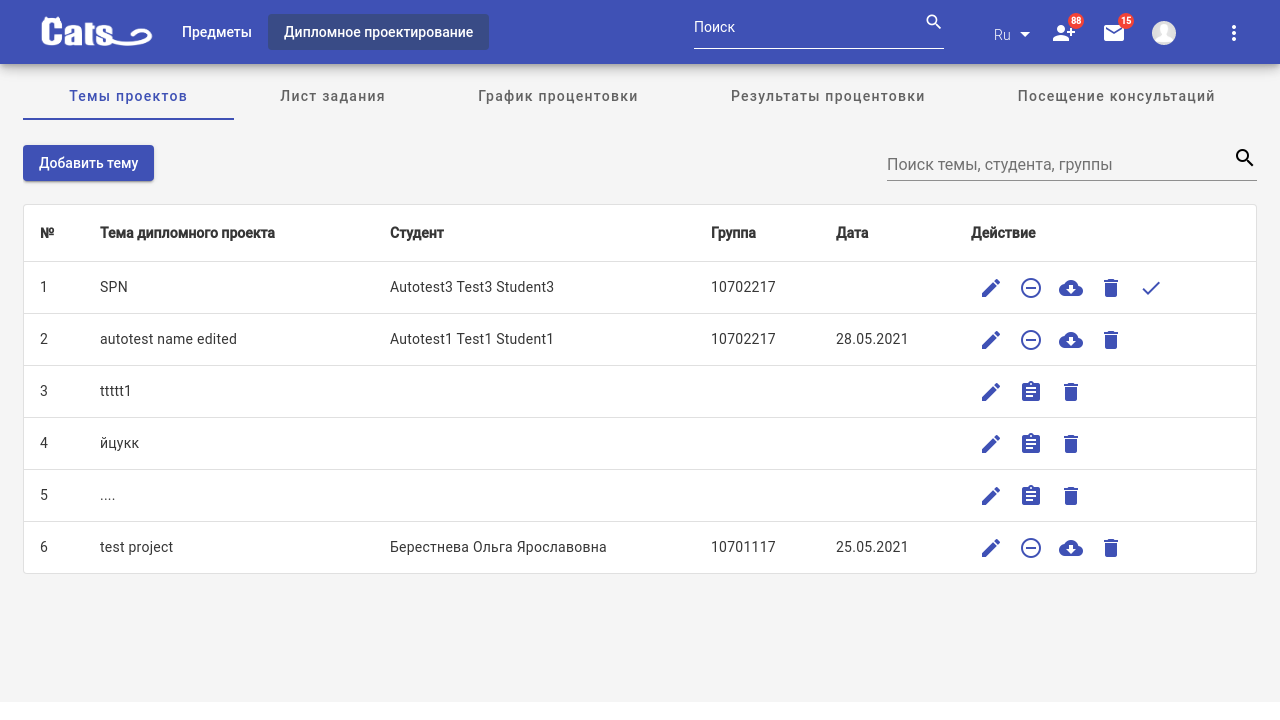 Cats Предметы Дипломное проектирование Поиск Ru 88 15
Темы проектов Лист задания График процентовки Результаты процентовки Посещение консультаций
Добавить тему Поиск темы, студента, группы
№ Тема дипломного проекта Студент Группа Дата Действие
1 SPN Autotest3 Test3 Student3 10702217
2 autotest name edited Autotest1 Test1 Student1 10702217 28.05.2021
3 ttttt1
4 йцукк
5 ....
6 test project Берестнева Ольга Ярославовна 10701117 25.05.2021